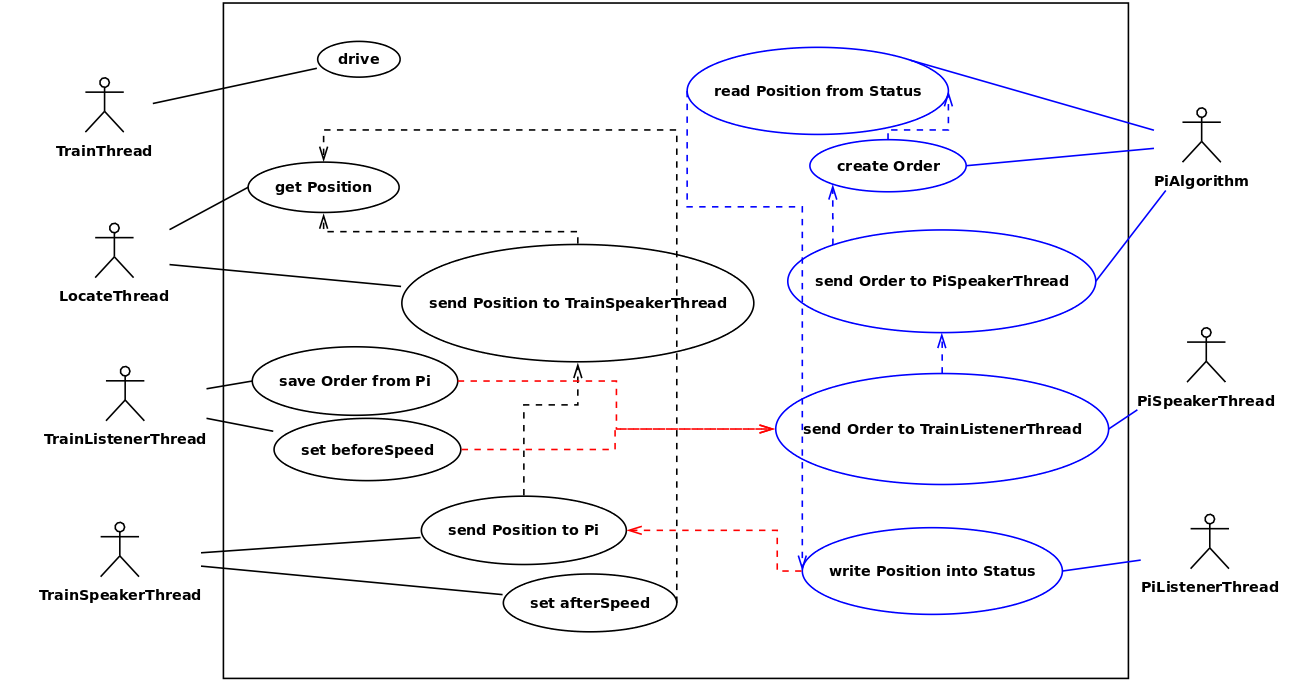 drive
read Position from Status
TrainThread
create Order
PiAlgorithm
get Position
LocateThread
send Position to TrainSpeakerThread
send Order to PiSpeakerThread
save Order from Pi
PiSpeakerThread
TrainListenerThread
set beforeSpeed
send Order to TrainListenerThread
send Position to Pi
write Position into Status
PiListenerThread
TrainSpeakerThread
set afterSpeed